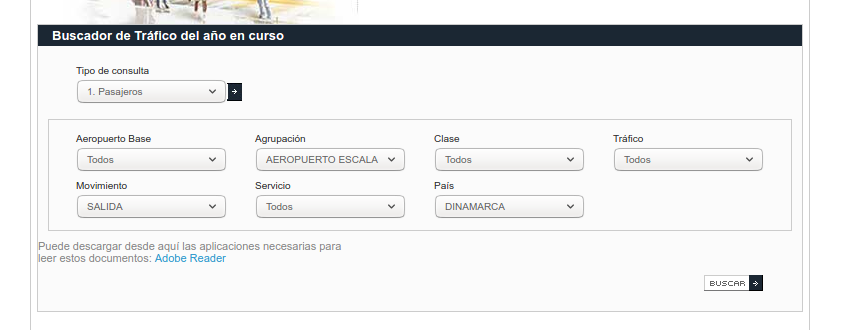 Buscador de Tráfico del año en curso
Tipo de consulta
1. Pasajeros
Aeropuerto Base Agrupación Clase Tráfico
Todos AEROPUERTO ESCALA Todos Todos
Movimiento Servicio País
SALIDA Todos DINAMARCA
Puede descargar desde aquí las aplicaciones necesarias para
leer estos documentos: Adobe Reader
BUSCAR